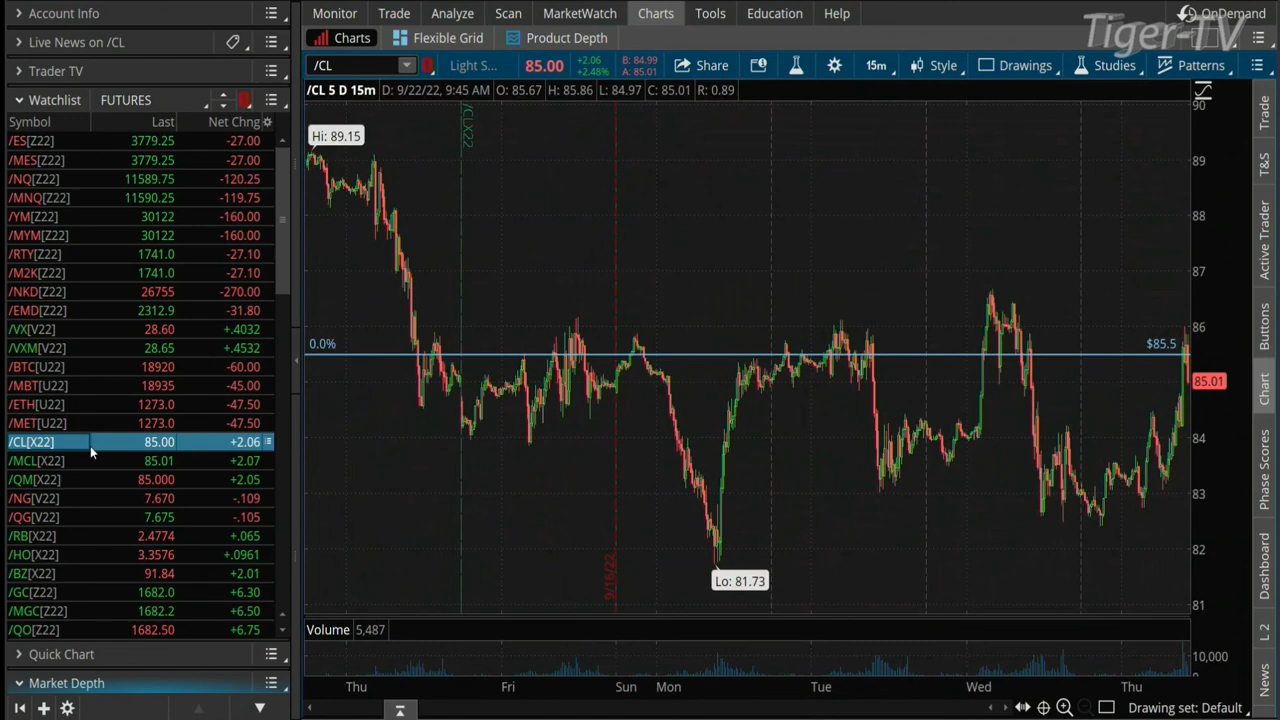 Account Info
Live News on /CL
Trader TV
Watchlist FUTURES
Symbol Last Net Chng
/ES[Z22] 3779.25 -27.00
/MES[Z22] 3779.25 -27.00
/NQ[Z22] 11589.75 -120.25
/MNQ[Z22] 11590.25 -119.75
/YM[Z22] 30122 -160.00
/MYM[Z22] 30122 -160.00
/RTY[Z22] 1741.0 -27.10
/M2K[Z22] 1741.0 -27.10
/NKD[Z22] 26755 -270.00
/EMD[Z22] 2312.9 -31.80
/VX[V22] 28.60 +.4032
/VXM[V22] 28.65 +.4532
/BTC[U22] 18920 -60.00
/MBT[U22] 18935 -45.00
/ETH[U22] 1273.0 -47.50
/MET[U22] 1273.0 -47.50
/CL[X22] 85.00 +2.06
/MCL[X22] 85.01 +2.07
/QM[X22] 85.000 +2.05
/NG[V22] 7.670 -.109
/QG[V22] 7.675 -.105
/RB[X22] 2.4774 +.065
/HO[X22] 3.3576 +.0961
/BZ[X22] 91.84 +2.01
/GC[Z22] 1682.0 +6.30
/MGC[Z22] 1682.2 +6.50
/QO[Z22] 1682.50 +6.75
Quick Chart
Market Depth
Monitor Trade Analyze Scan MarketWatch Charts Tools Education Help
OnDemand
Tiger-TV
Charts Flexible Grid Product Depth
/CL Light S... 85.00 +2.06 +2.48% B: 84.99 A: 85.01 Share 15m Style Drawings Studies Patterns
/CL 5 D 15m D: 9/22/22, 9:45 AM O: 85.67 H: 85.86 L: 84.97 C: 85.01 R: 0.89
/CLX22
Hi: 89.15
0.0%
$85.5
9/16/22
Lo: 81.73
90
89
88
87
86
85.01
84
83
82
81
Volume 5,487
10,000
Thu Fri Sun Mon Tue Wed Thu
Drawing set: Default
Trade
T&S
Active Trader
Buttons
Chart
Phase Scores
Dashboard
L 2
News